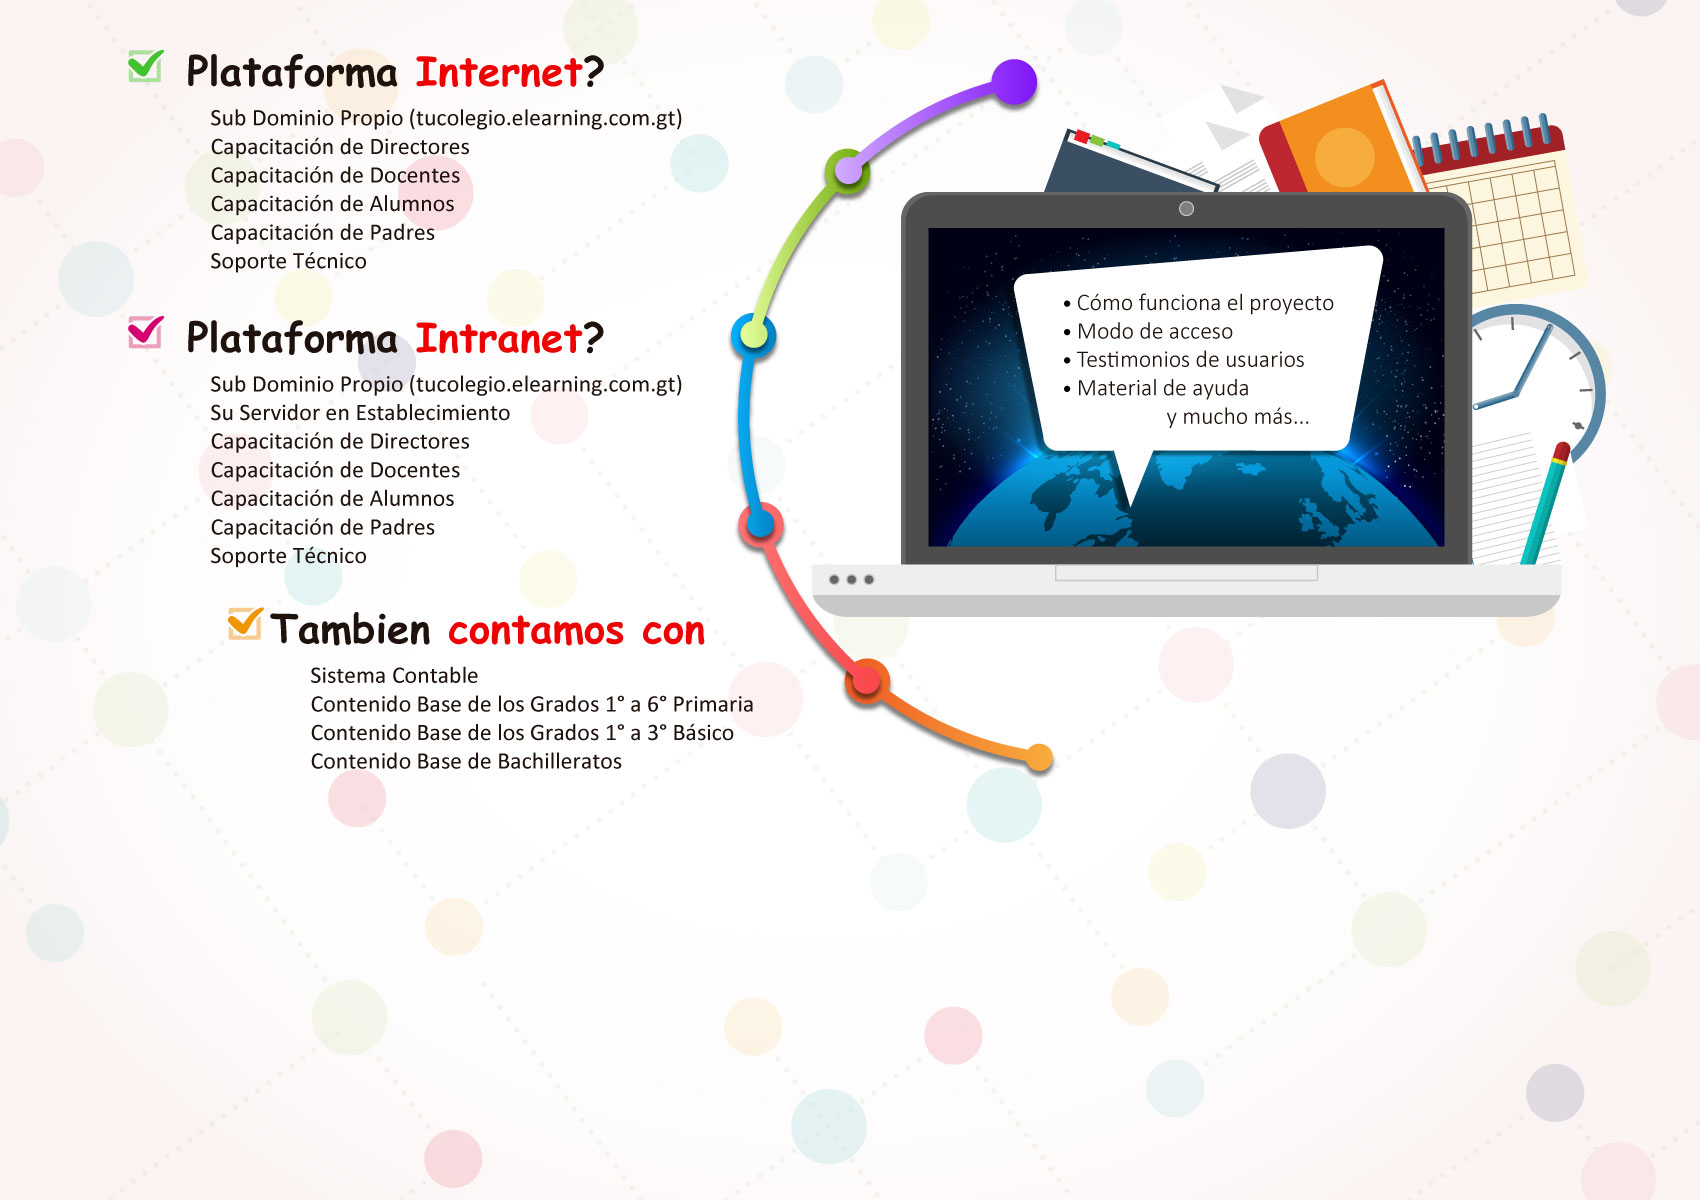 Plataforma Internet?
Sub Dominio Propio (tucolegio.elearning.com.gt)
Capacitación de Directores
Capacitación de Docentes
Capacitación de Alumnos
Capacitación de Padres
Soporte Técnico
Plataforma Intranet?
Sub Dominio Propio (tucolegio.elearning.com.gt)
Su Servidor en Establecimiento
Capacitación de Directores
Capacitación de Docentes
Capacitación de Alumnos
Capacitación de Padres
Soporte Técnico
Tambien contamos con
Sistema Contable
Contenido Base de los Grados 1° a 6° Primaria
Contenido Base de los Grados 1° a 3° Básico
Contenido Base de Bachilleratos
• Cómo funciona el proyecto
• Modo de acceso
• Testimonios de usuarios
• Material de ayuda
y mucho más...